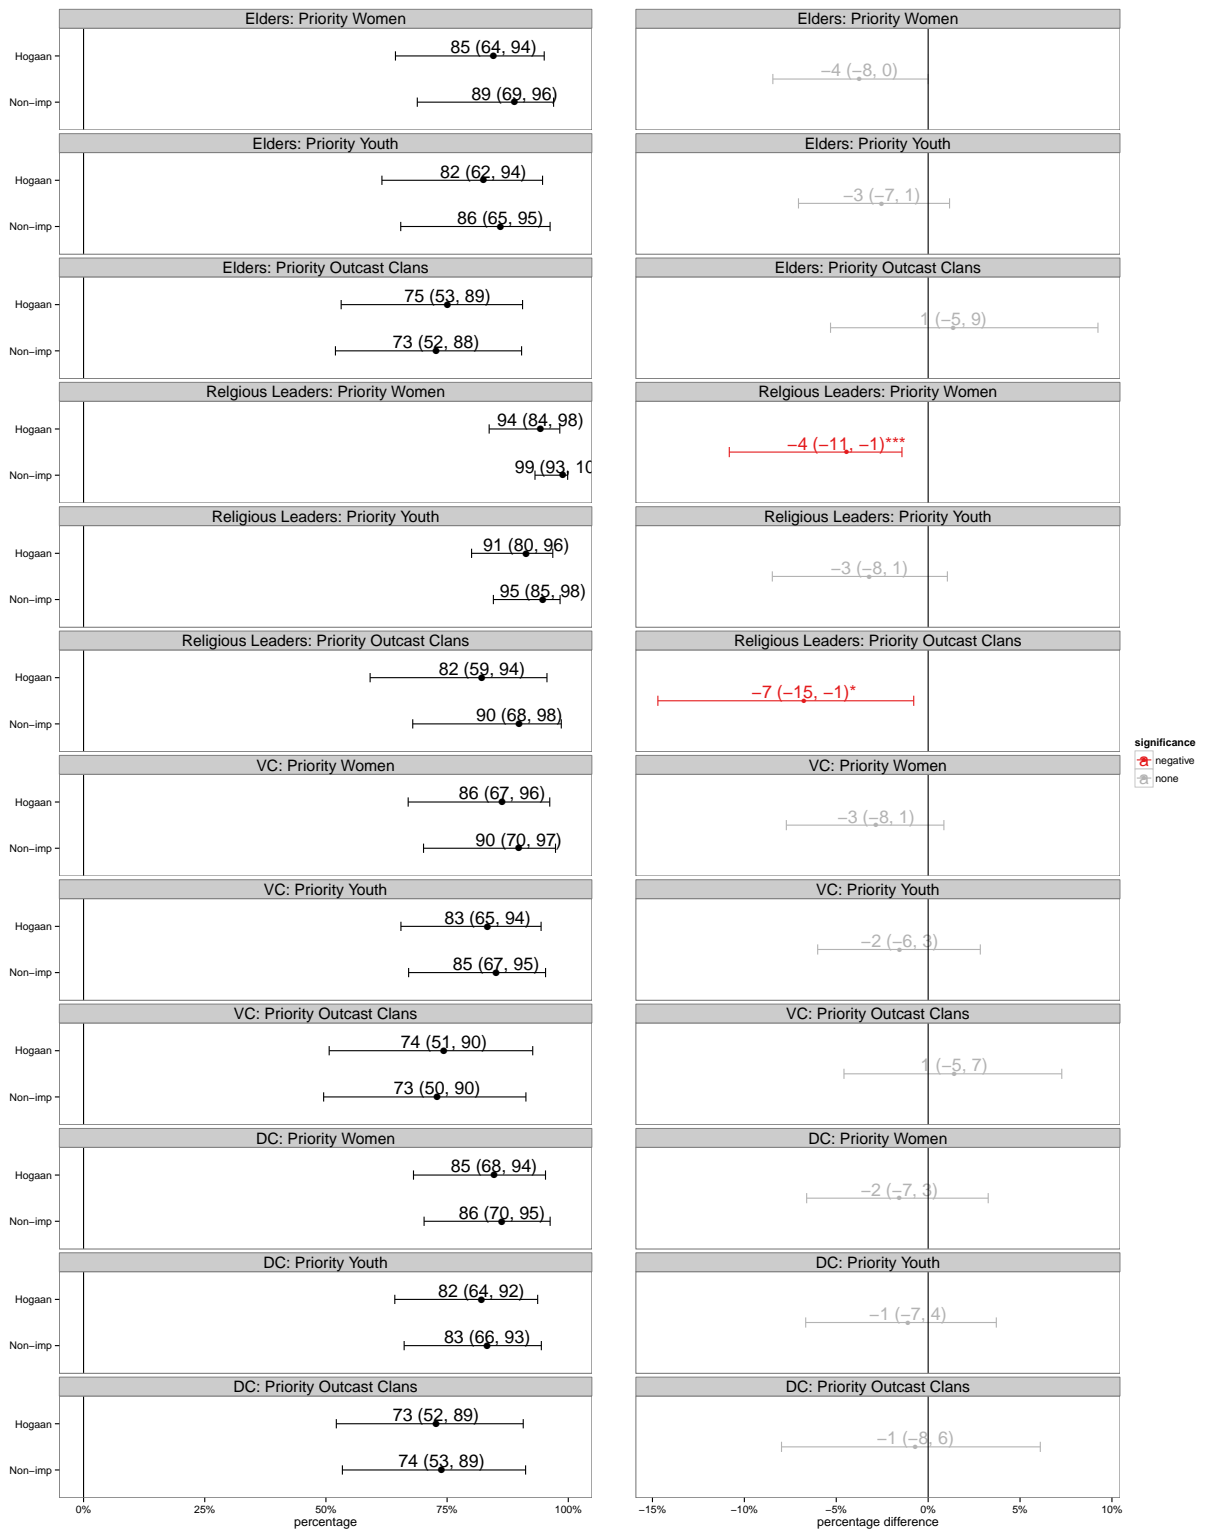 Elders: Priority Women
Hogaan
85 (64, 94)
Non−imp
89 (69, 96)
Elders: Priority Women
−4 (−8, 0)
Elders: Priority Youth
Hogaan
82 (62, 94)
Non−imp
86 (65, 95)
Elders: Priority Youth
−3 (−7, 1)
Elders: Priority Outcast Clans
Hogaan
75 (53, 89)
Non−imp
73 (52, 88)
Elders: Priority Outcast Clans
1 (−5, 9)
Relgious Leaders: Priority Women
Hogaan
94 (84, 98)
Non−imp
99 (93, 10
Relgious Leaders: Priority Women
−4 (−11, −1)***
Religious Leaders: Priority Youth
Hogaan
91 (80, 96)
Non−imp
95 (85, 98)
Religious Leaders: Priority Youth
−3 (−8, 1)
Religious Leaders: Priority Outcast Clans
Hogaan
82 (59, 94)
Non−imp
90 (68, 98)
Religious Leaders: Priority Outcast Clans
−7 (−15, −1)*
VC: Priority Women
Hogaan
86 (67, 96)
Non−imp
90 (70, 97)
VC: Priority Women
−3 (−8, 1)
VC: Priority Youth
Hogaan
83 (65, 94)
Non−imp
85 (67, 95)
VC: Priority Youth
−2 (−6, 3)
VC: Priority Outcast Clans
Hogaan
74 (51, 90)
Non−imp
73 (50, 90)
VC: Priority Outcast Clans
1 (−5, 7)
DC: Priority Women
Hogaan
85 (68, 94)
Non−imp
86 (70, 95)
DC: Priority Women
−2 (−7, 3)
DC: Priority Youth
Hogaan
82 (64, 92)
Non−imp
83 (66, 93)
DC: Priority Youth
−1 (−7, 4)
DC: Priority Outcast Clans
Hogaan
73 (52, 89)
Non−imp
74 (53, 89)
DC: Priority Outcast Clans
−1 (−8, 6)
0% 25% 50% 75% 100%
percentage
−15% −10% −5% 0% 5% 10%
percentage difference
significance
a negative
a none